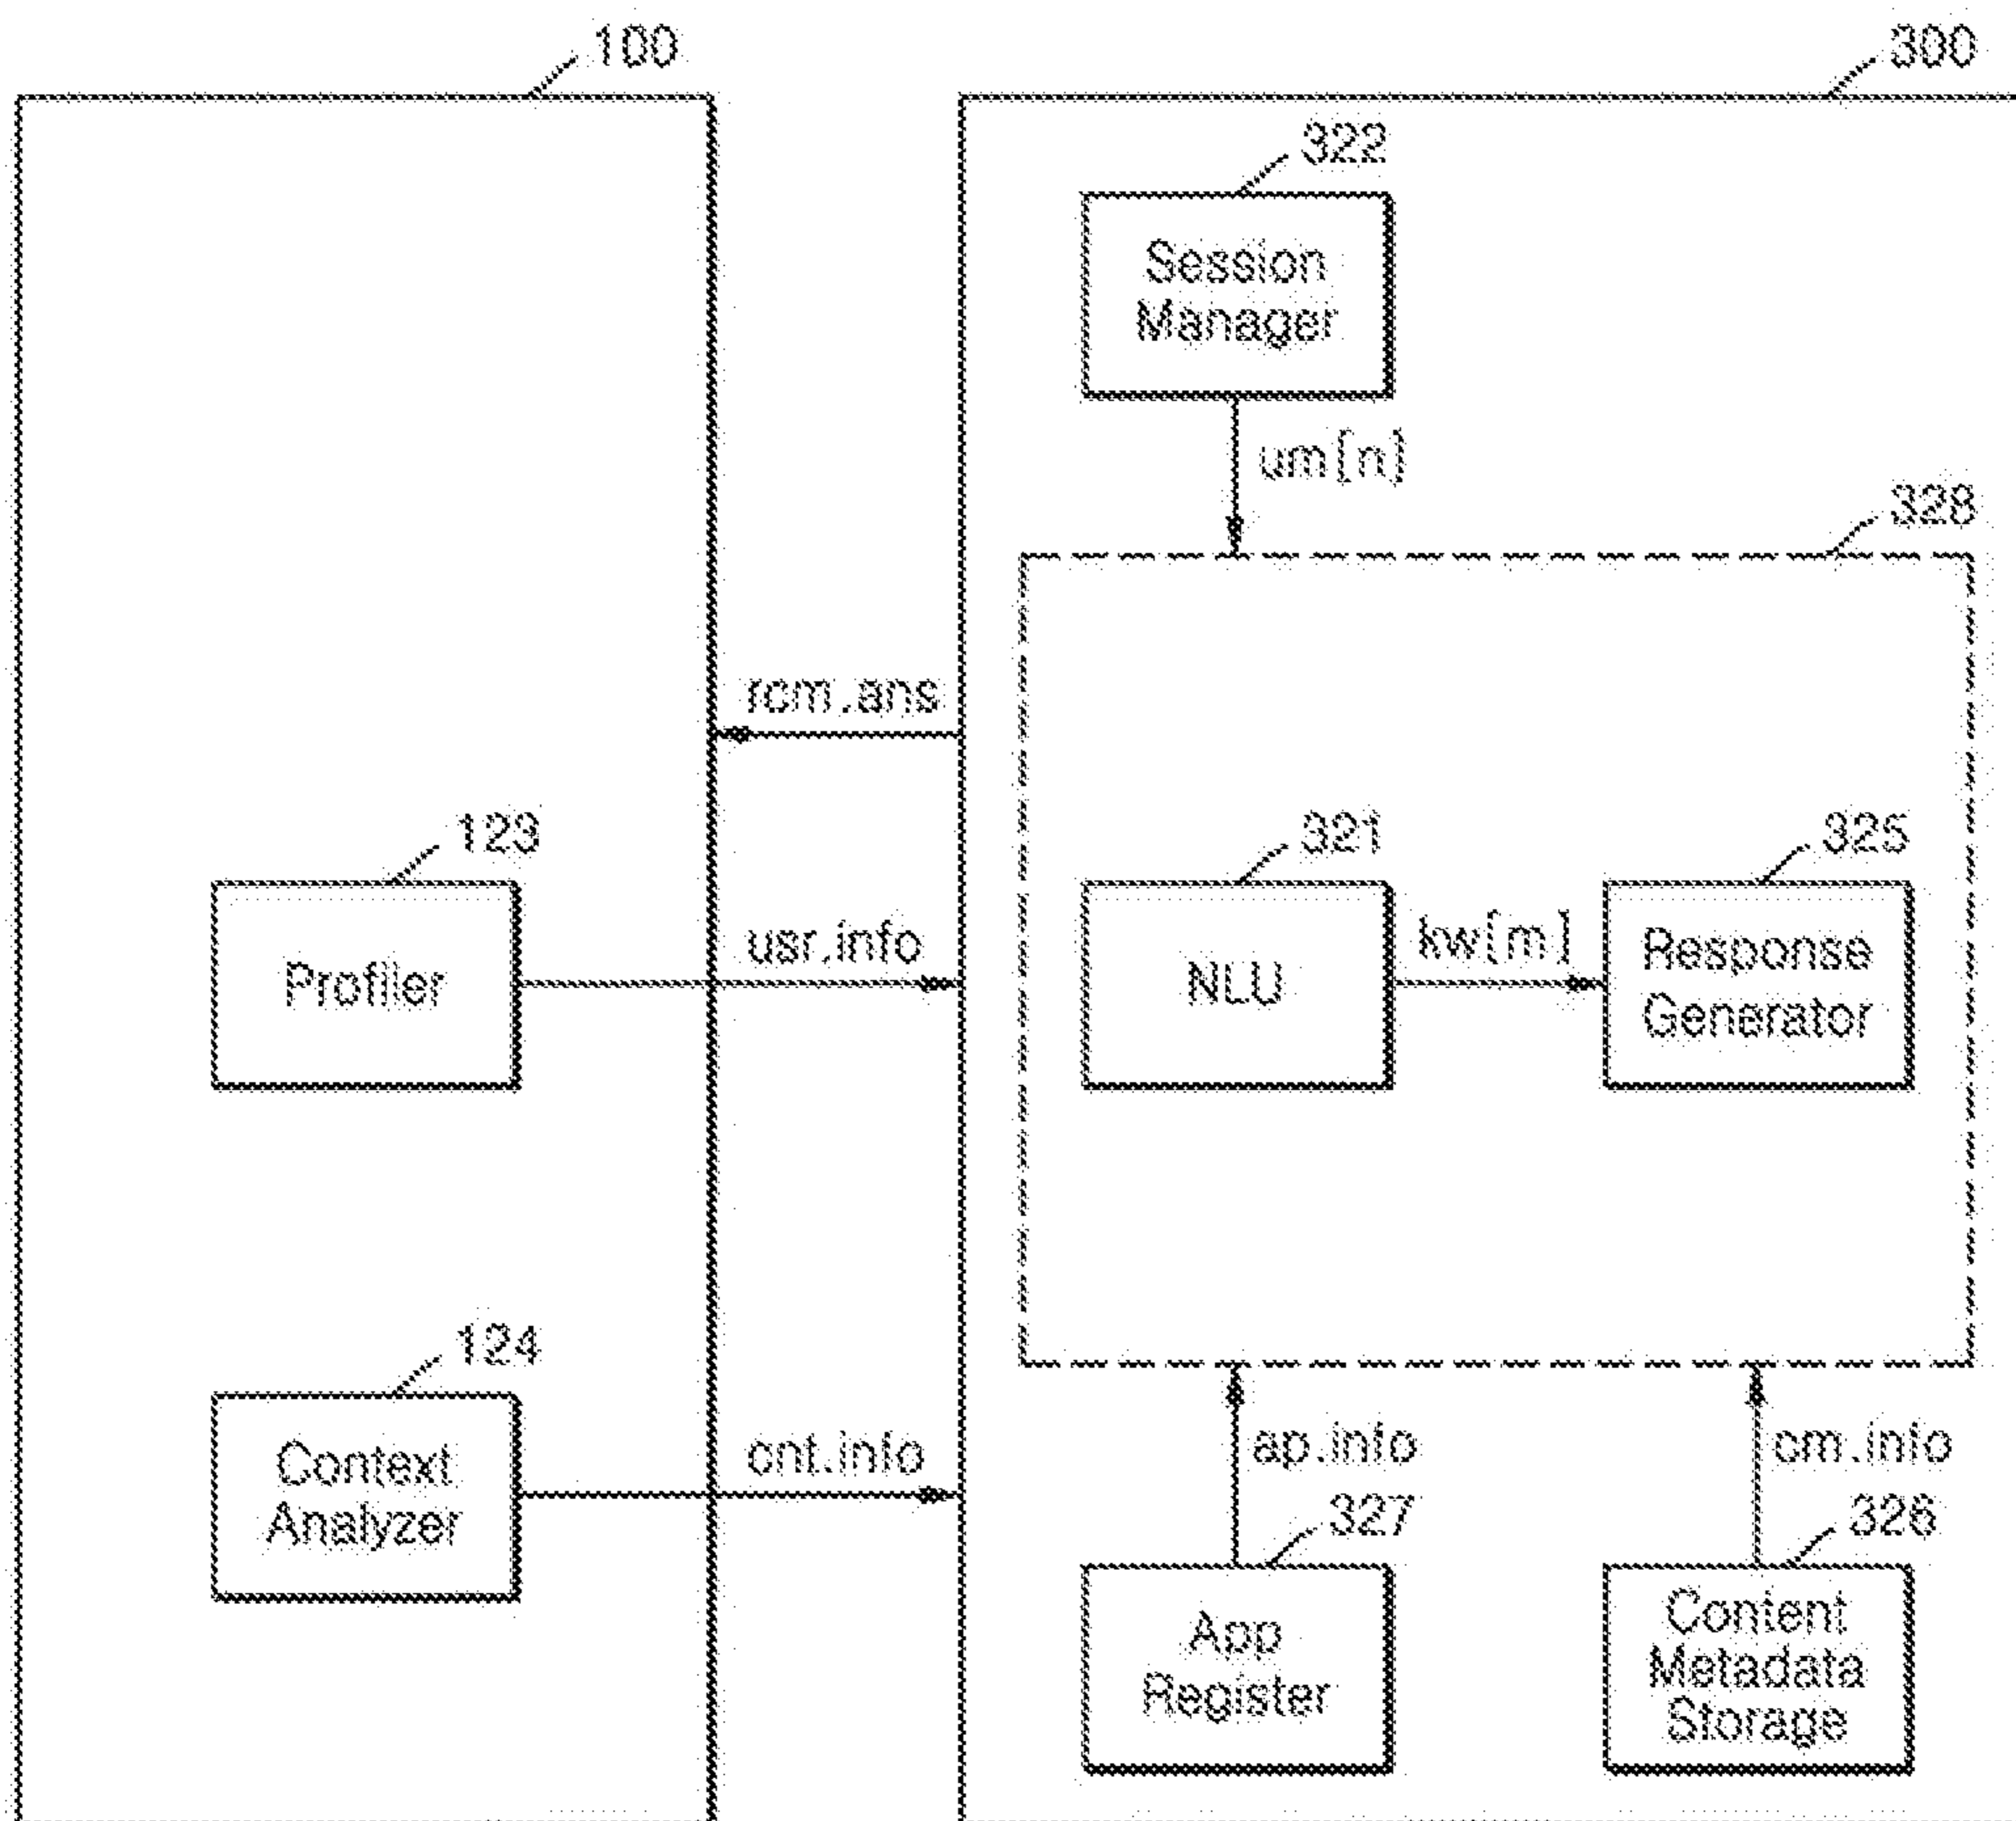 100
300
322
Session
Manager
um[n]
328
rcm.ans
123
321
325
Profiler
usr.info
NLU
kw[m]
Response
Generator
124
Context
Analyzer
cnt.info
ap.info
cm.info
327
326
App
Register
Content
Metadata
Storage